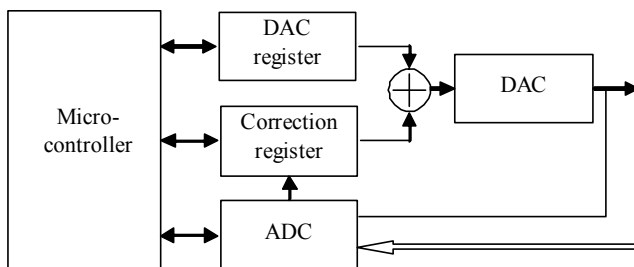 DAC
register
DAC
Micro-
controller
Correction
register
ADC